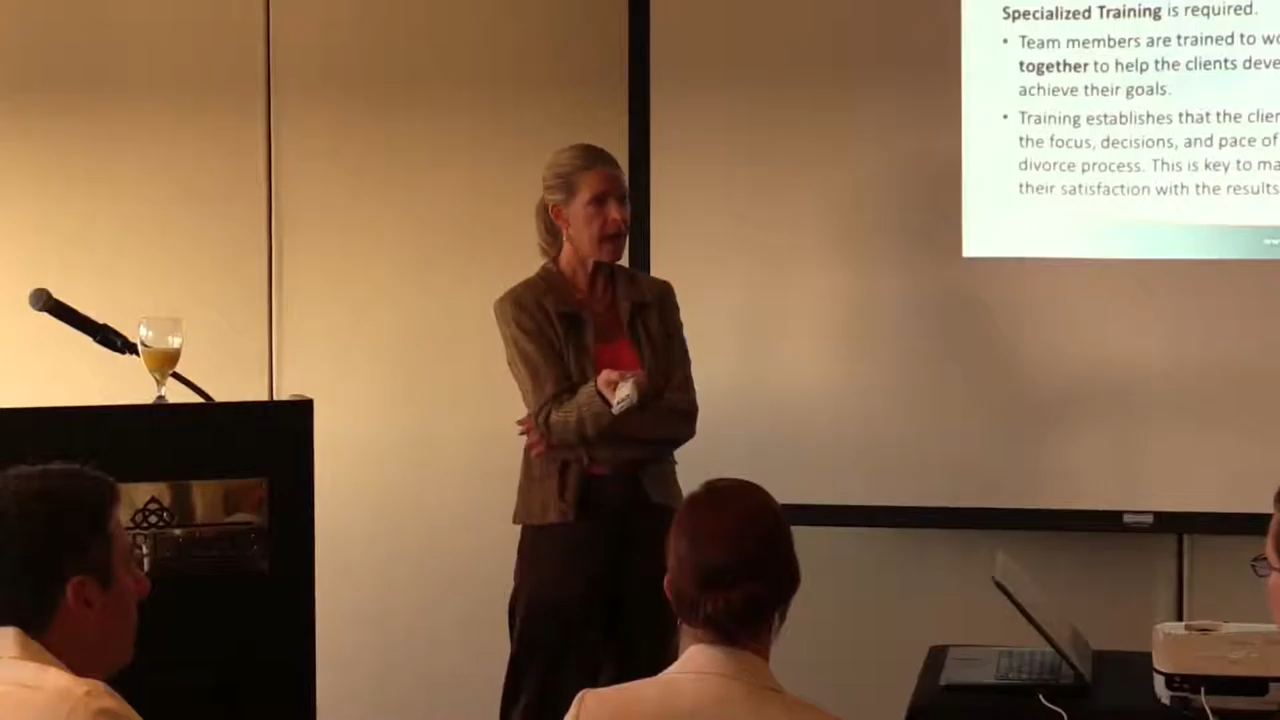 Specialized Training is required.
• Team members are trained to wo
together to help the clients deve
achieve their goals.
• Training establishes that the clien
the focus, decisions, and pace of
divorce process. This is key to ma
their satisfaction with the results